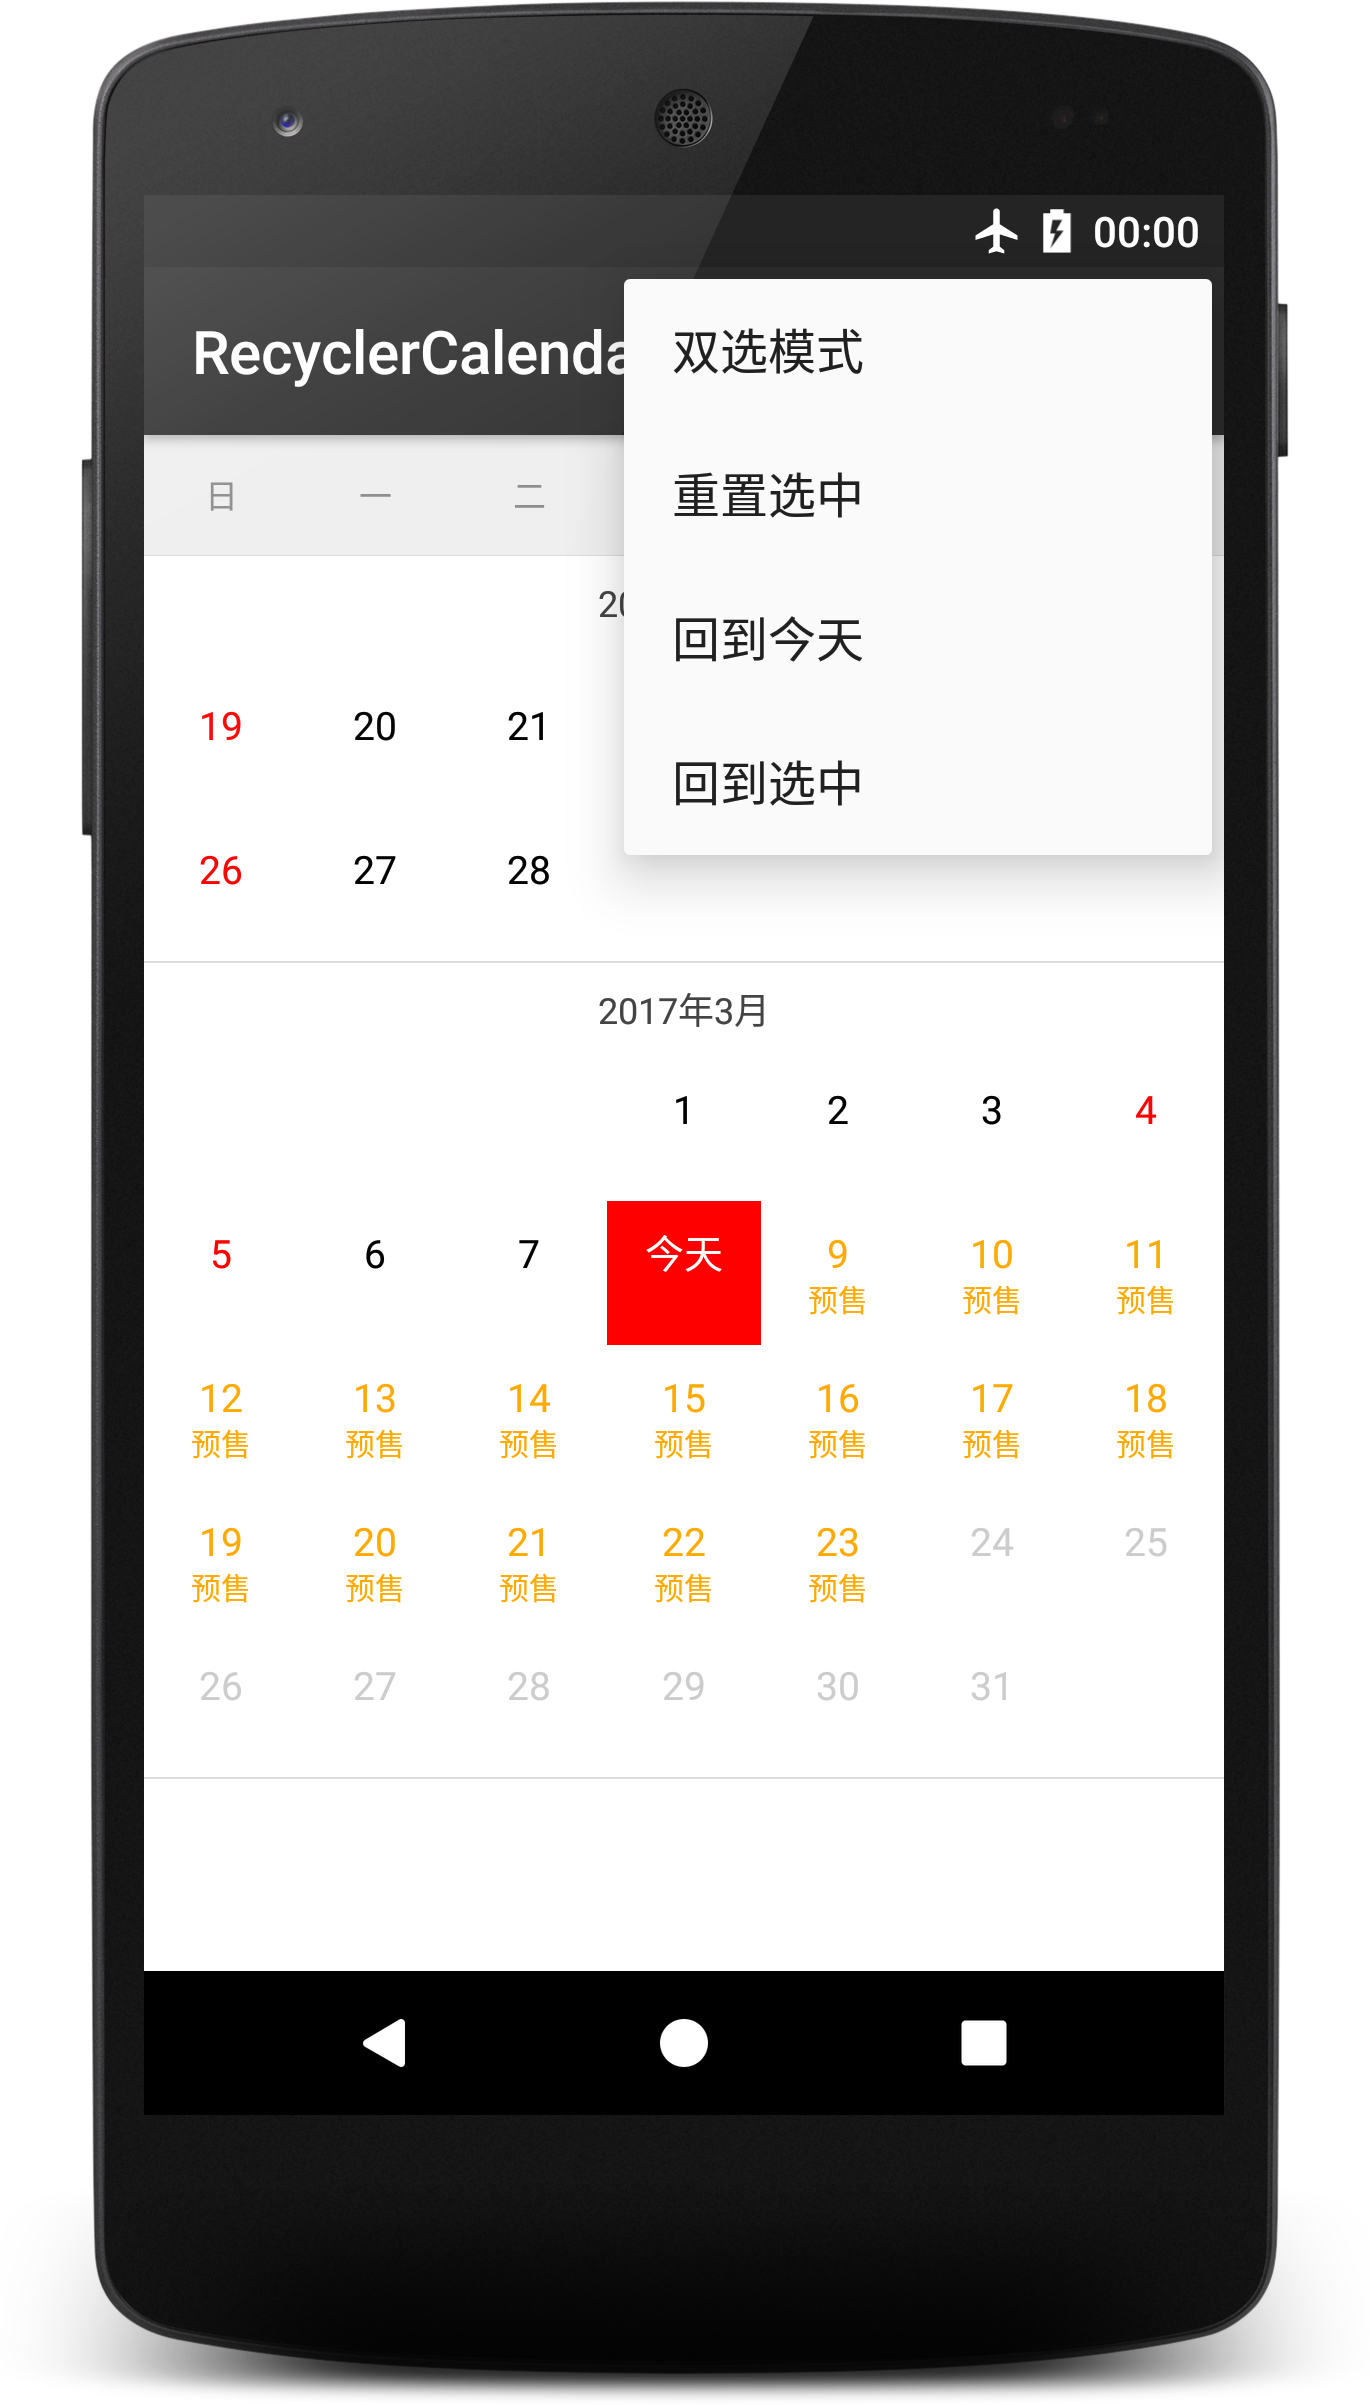 00:00
RecyclerCalenda
双选模式
重置选中
回到今天
回到选中
日 一 二
20
19 20 21
26 27 28
2017年3月
1 2 3 4
5 6 7 今天 9 10 11
预售 预售 预售
12 13 14 15 16 17 18
预售 预售 预售 预售 预售 预售 预售
19 20 21 22 23 24 25
预售 预售 预售 预售 预售
26 27 28 29 30 31